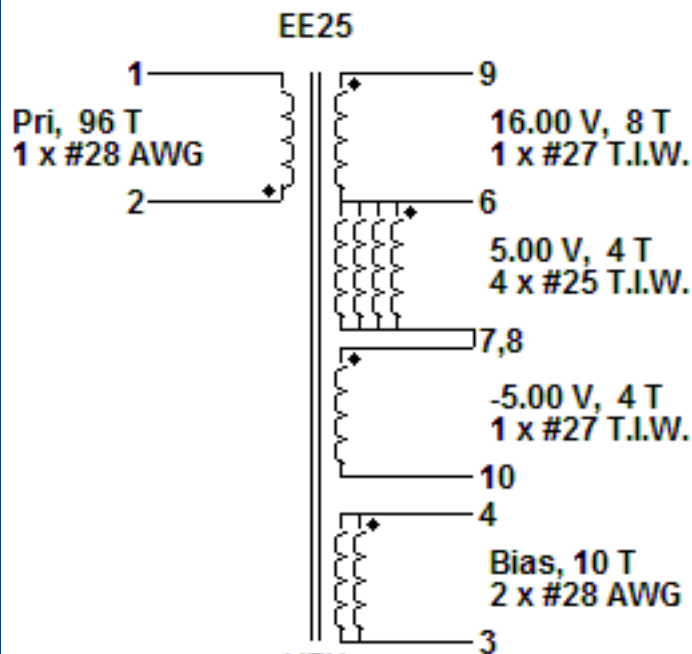 EE25
1
Pri, 96 T
1 x #28 AWG
2
9
16.00 V, 8 T
1 x #27 T.I.W.
6
5.00 V, 4 T
4 x #25 T.I.W.
7,8
-5.00 V, 4 T
1 x #27 T.I.W.
10
4
Bias, 10 T
2 x #28 AWG
3